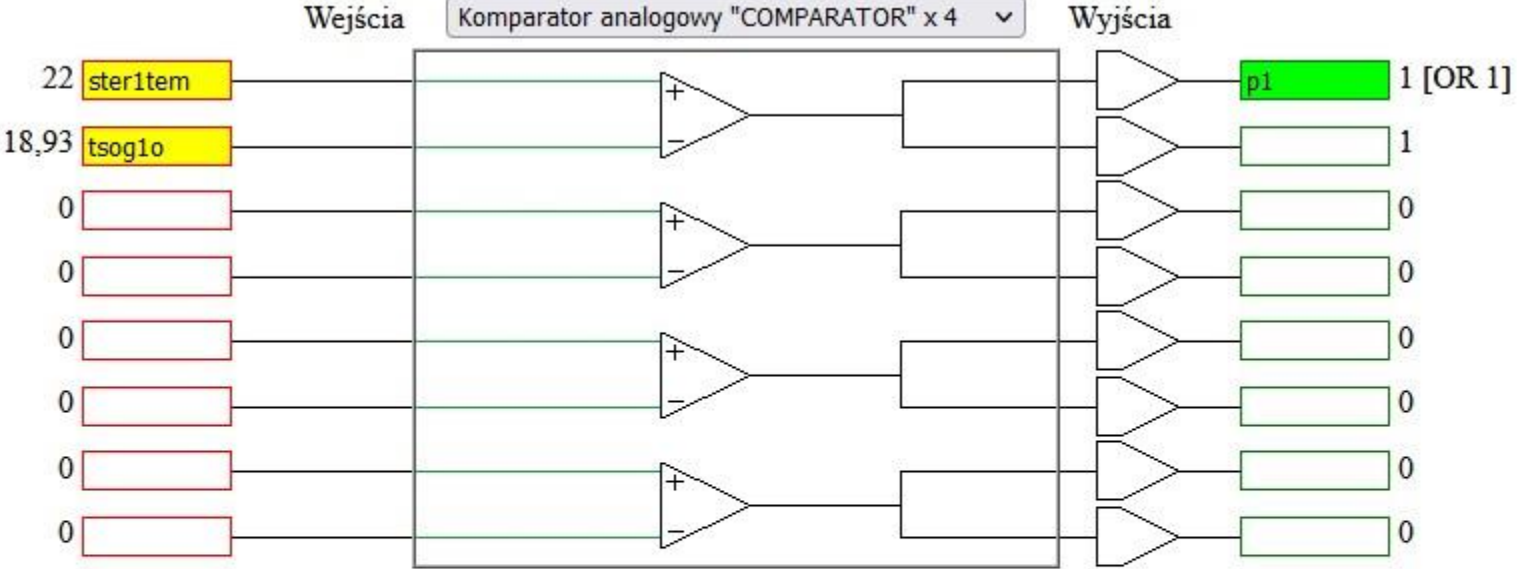 Wejścia Komparator analogowy "COMPARATOR" x 4 Wyjścia
22 ster1tem + p1 1 [OR 1]
18,93 tsog1o − 1
0 + 0
0 − 0
0 + 0
0 − 0
0 + 0
0 − 0